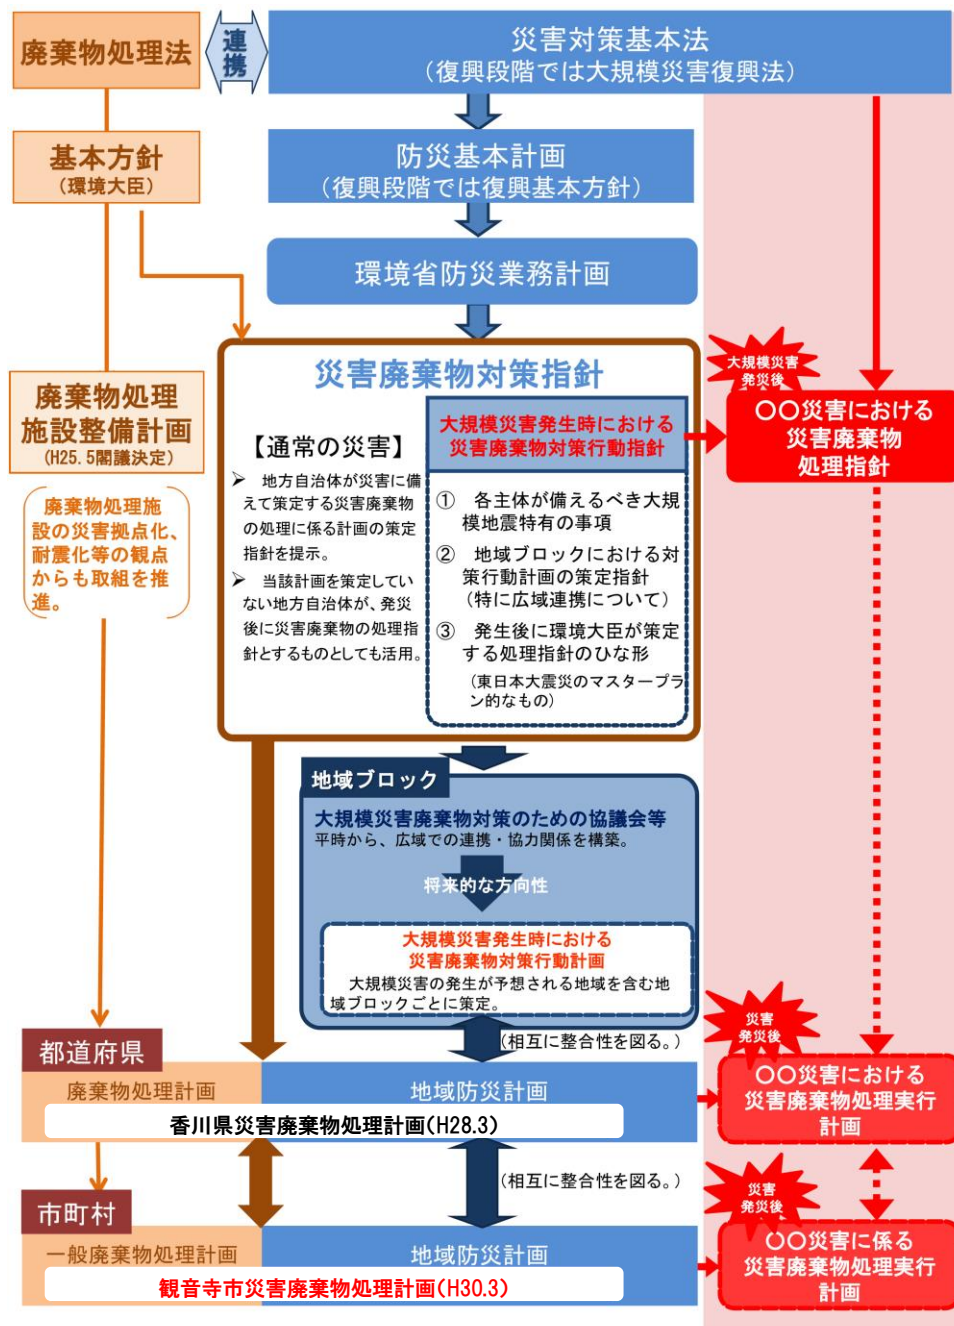 廃棄物処理法
連携
災害対策基本法
(復興段階では大規模災害復興法)
基本方針
(環境大臣)
防災基本計画
(復興段階では復興基本方針)
環境省防災業務計画
廃棄物処理
施設整備計画
(H25.5閣議決定)
廃棄物処理施
設の災害拠点化、
耐震化等の観点
からも取組を推
進。
災害廃棄物対策指針
【通常の災害】
➢ 地方自治体が災害に備
えて策定する災害廃棄物
の処理に係る計画の策定
指針を提示。
➢ 当該計画を策定してい
ない地方自治体が、発災
後に災害廃棄物の処理指
針とするものとしても活用。
大規模災害発生時における
災害廃棄物対策行動指針
① 各主体が備えるべき大規
模地震特有の事項
② 地域ブロックにおける対
策行動計画の策定指針
(特に広域連携について)
③ 発生後に環境大臣が策定
する処理指針のひな形
(東日本大震災のマスタープラ
ン的なもの)
大規模災害
発災後
〇〇災害における
災害廃棄物
処理指針
地域ブロック
大規模災害廃棄物対策のための協議会等
平時から、広域での連携・協力関係を構築。
将来的な方向性
大規模災害発生時における
災害廃棄物対策行動計画
大規模災害の発生が予想される地域を含む地
域ブロックごとに策定。
(相互に整合性を図る。)
都道府県
廃棄物処理計画
地域防災計画
香川県災害廃棄物処理計画(H28.3)
災害
発災後
〇〇災害における
災害廃棄物処理実行
計画
(相互に整合性を図る。)
市町村
一般廃棄物処理計画
地域防災計画
観音寺市災害廃棄物処理計画(H30.3)
災害
発災後
〇〇災害に係る
災害廃棄物処理実行
計画